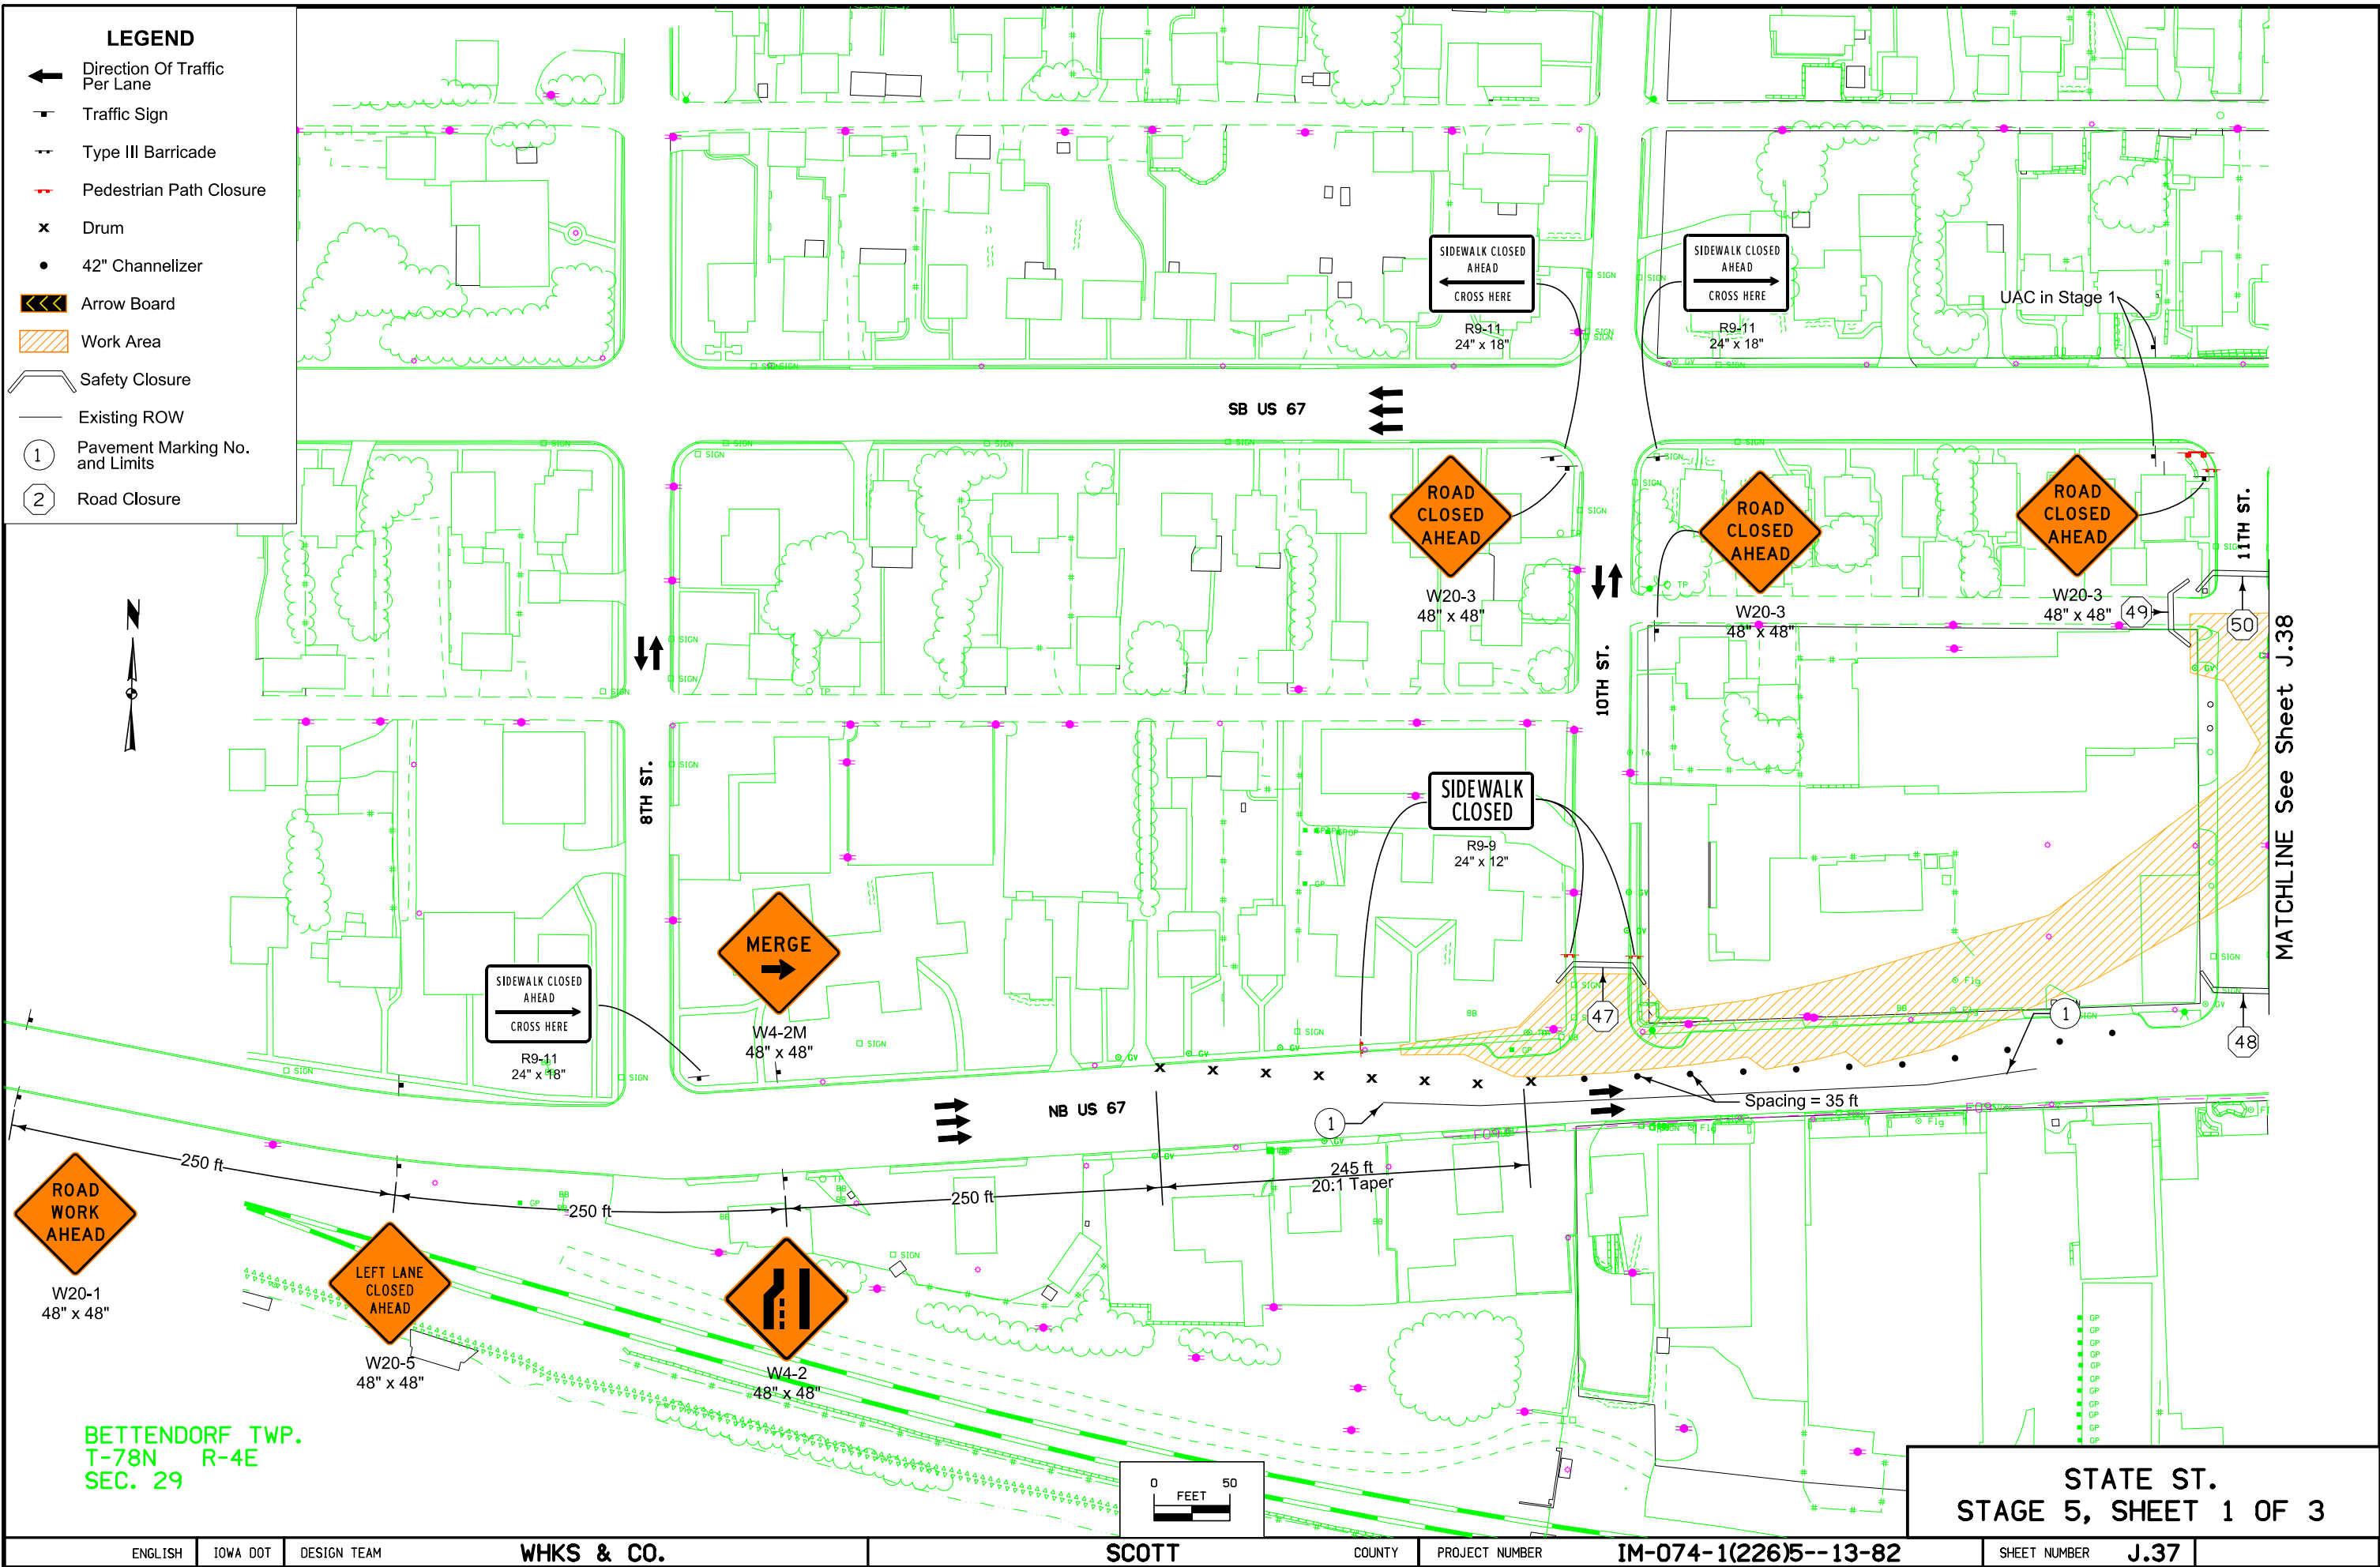 LEGEND
Direction Of Traffic
Per Lane
Traffic Sign
Type III Barricade
Pedestrian Path Closure
Drum
42" Channelizer
Arrow Board
Work Area
Safety Closure
Existing ROW
1
Pavement Marking No.
and Limits
2
Road Closure
SIDEWALK CLOSED
AHEAD
CROSS HERE
R9-11
24" x 18"
SIDEWALK CLOSED
AHEAD
CROSS HERE
R9-11
24" x 18"
UAC in Stage 1
SB US 67
ROAD
CLOSED
AHEAD
W20-3
48" x 48"
ROAD
CLOSED
AHEAD
W20-3
48" x 48"
ROAD
CLOSED
AHEAD
W20-3
48" x 48"
49
50
11TH ST.
10TH ST.
8TH ST.
N
MATCHLINE See Sheet J.38
SIDEWALK
CLOSED
R9-9
24" x 12"
MERGE
W4-2M
48" x 48"
SIDEWALK CLOSED
AHEAD
CROSS HERE
R9-11
24" x 18"
47
1
48
NB US 67
1
Spacing = 35 ft
250 ft
250 ft
250 ft
245 ft
20:1 Taper
ROAD
WORK
AHEAD
W20-1
48" x 48"
LEFT LANE
CLOSED
AHEAD
W20-5
48" x 48"
W4-2
48" x 48"
BETTENDORF TWP.
T-78N R-4E
SEC. 29
0 50
FEET
STATE ST.
STAGE 5, SHEET 1 OF 3
ENGLISH IOWA DOT DESIGN TEAM WHKS & CO. SCOTT COUNTY PROJECT NUMBER IM-074-1(226)5--13-82 SHEET NUMBER J.37